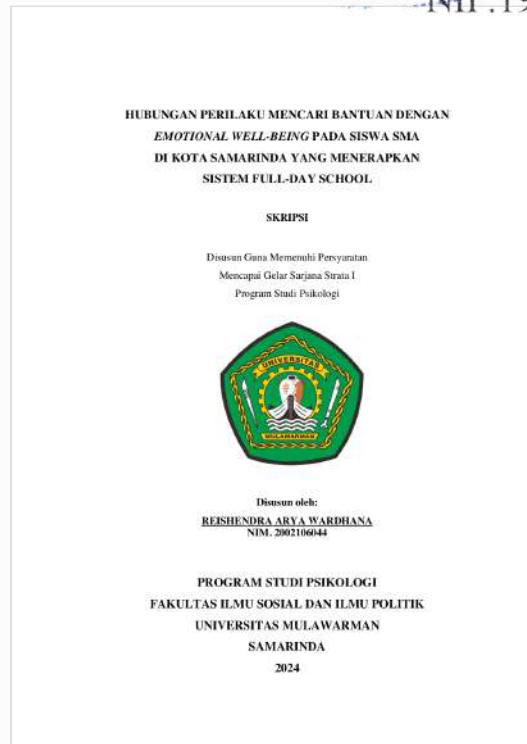 HUBUNGAN PERILAKU MENCARI BANTUAN DENGAN
EMOTIONAL WELL-BEING PADA SISWA SMA
DI KOTA SAMARINDA YANG MENERAPKAN
SISTEM FULL-DAY SCHOOL
SKRIPSI
Disusun Guna Memenuhi Persyaratan
Mencapai Gelar Sarjana Strata I
Program Studi Psikologi
UNIVERSITAS
MULAWARMAN
Disusun oleh:
REISHENDRA ARYA WARDHANA
NIM. 2002106044
PROGRAM STUDI PSIKOLOGI
FAKULTAS ILMU SOSIAL DAN ILMU POLITIK
UNIVERSITAS MULAWARMAN
SAMARINDA
2024